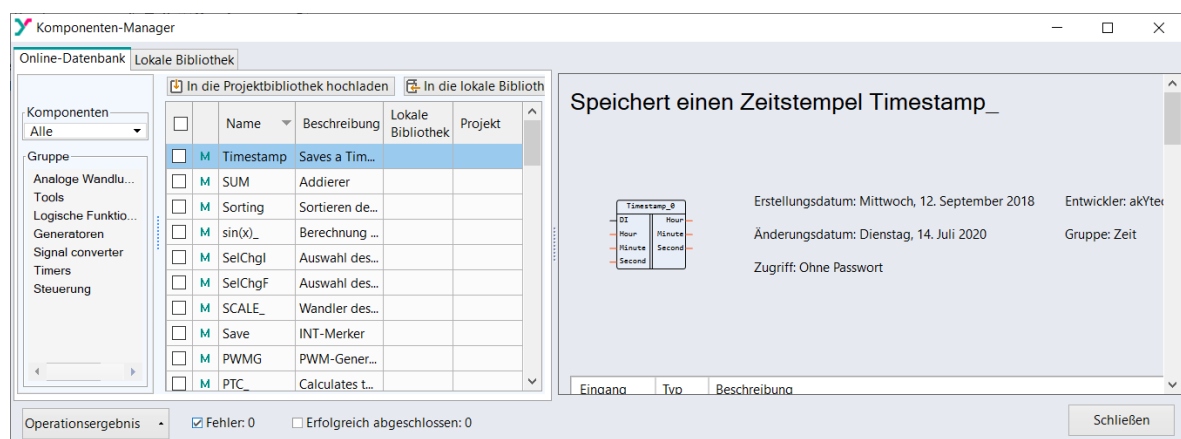 Komponenten-Manager
Online-Datenbank Lokale Bibliothek
In die Projektbibliothek hochladen In die lokale Biblioth
Komponenten
Alle
Gruppe
Analoge Wandlu...
Tools
Logische Funktio...
Generatoren
Signal converter
Timers
Steuerung
Name Beschreibung Lokale Bibliothek Projekt
M Timestamp Saves a Tim...
M SUM Addierer
M Sorting Sortieren de...
M sin(x)_ Berechnung ...
M SelChgI Auswahl des...
M SelChgF Auswahl des...
M SCALE_ Wandler des...
M Save INT-Merker
M PWMG PWM-Gener...
M PTC_ Calculates t...
Speichert einen Zeitstempel Timestamp_
Timestamp_0
DI Hour
Hour Minute
Minute Second
Second
Erstellungsdatum: Mittwoch, 12. September 2018 Entwickler: akYtec
Änderungsdatum: Dienstag, 14. Juli 2020 Gruppe: Zeit
Zugriff: Ohne Passwort
Eingang Typ Beschreibung
Operationsergebnis Fehler: 0 Erfolgreich abgeschlossen: 0
Schließen